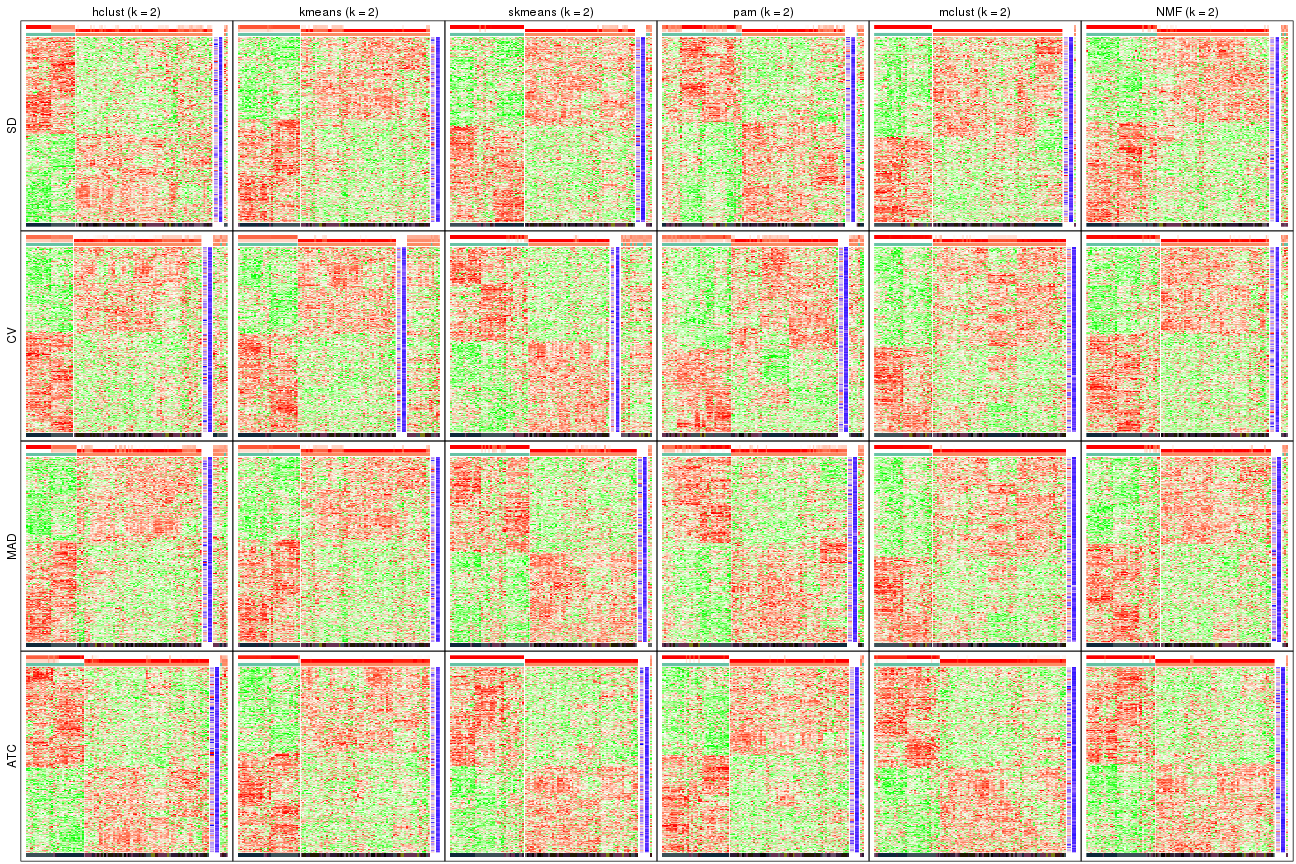 hclust (k = 2) kmeans (k = 2) skmeans (k = 2) pam (k = 2) mclust (k = 2) NMF (k = 2)
SD
CV
MAD
ATC